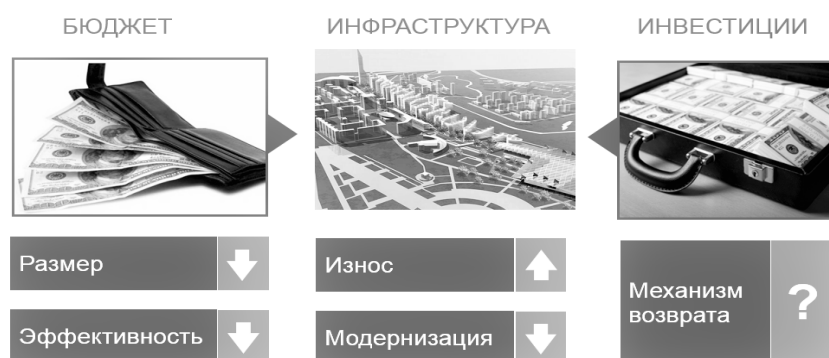 БЮДЖЕТ
ИНФРАСТРУКТУРА
ИНВЕСТИЦИИ
Размер
Эффективность
Износ
Модернизация
Механизм
возврата
?